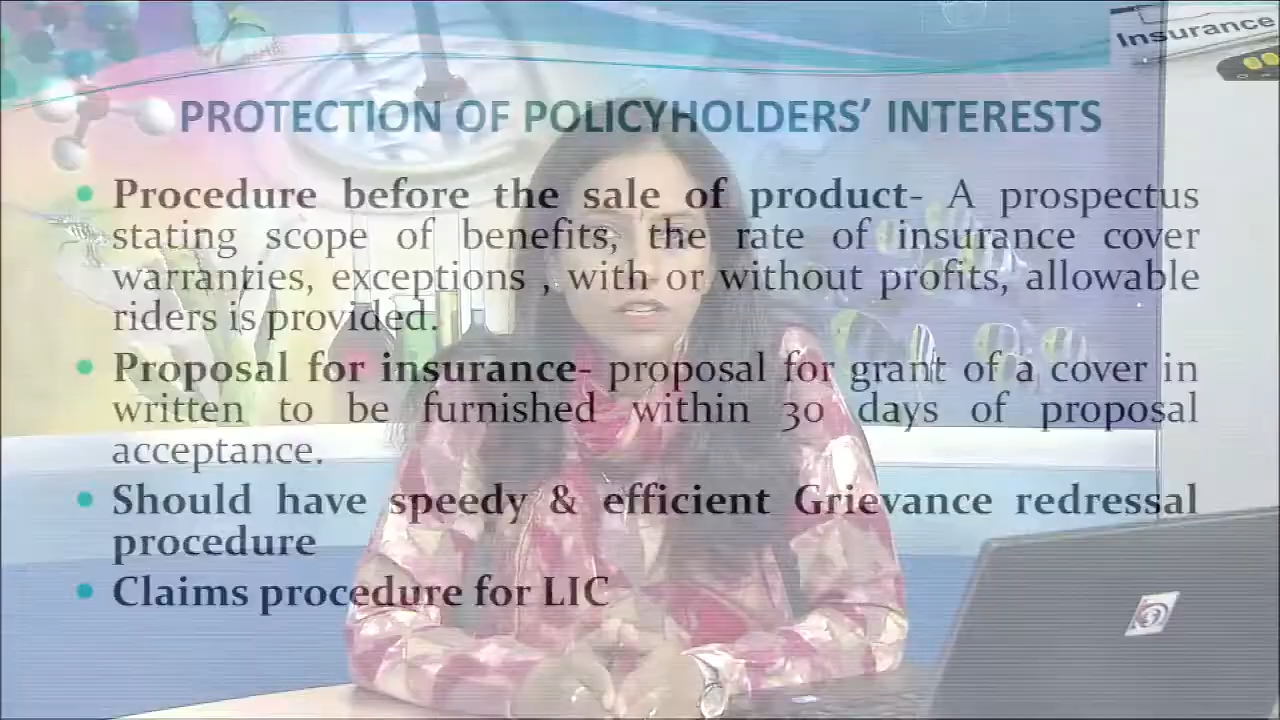 Insurance
PROTECTION OF POLICYHOLDERS’ INTERESTS
• Procedure before the sale of product- A prospectus
stating scope of benefits, the rate of insurance cover
warranties, exceptions , with or without profits, allowable
riders is provided.
• Proposal for insurance- proposal for grant of a cover in
written to be furnished within 30 days of proposal
acceptance.
• Should have speedy & efficient Grievance redressal
procedure
• Claims procedure for LIC